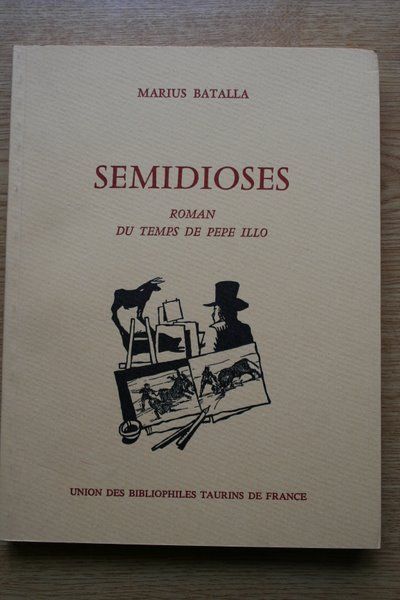 MARIUS BATALLA
SEMIDIOSES
ROMAN
DU TEMPS DE PEPE ILLO
UNION DES BIBLIOPHILES TAURINS DE FRANCE